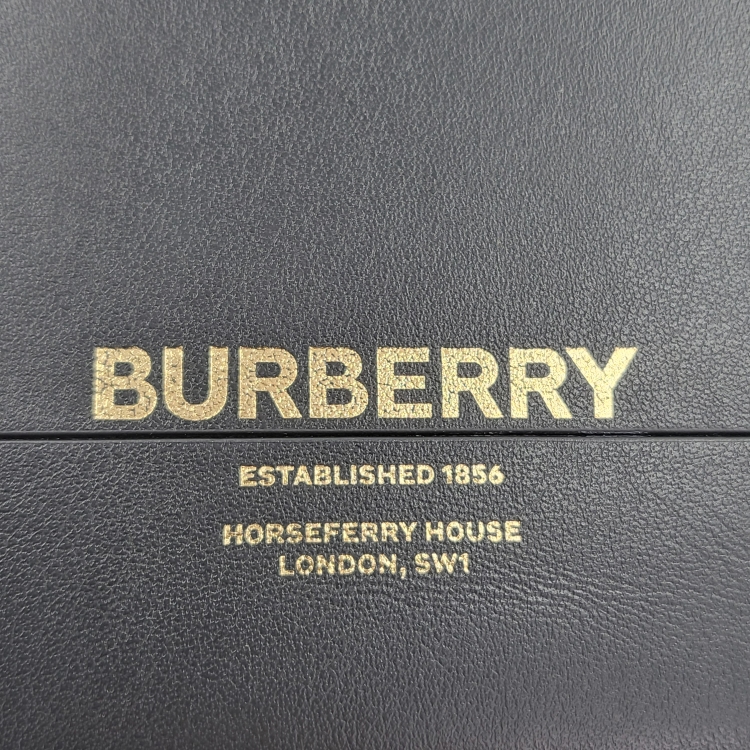 BURBERRY
ESTABLISHED 1856
HORSEFERRY HOUSE
LONDON, SW1